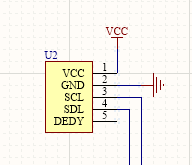 VCC
U2
VCC 1
GND 2
SCL 3
SDL 4
DEDY 5